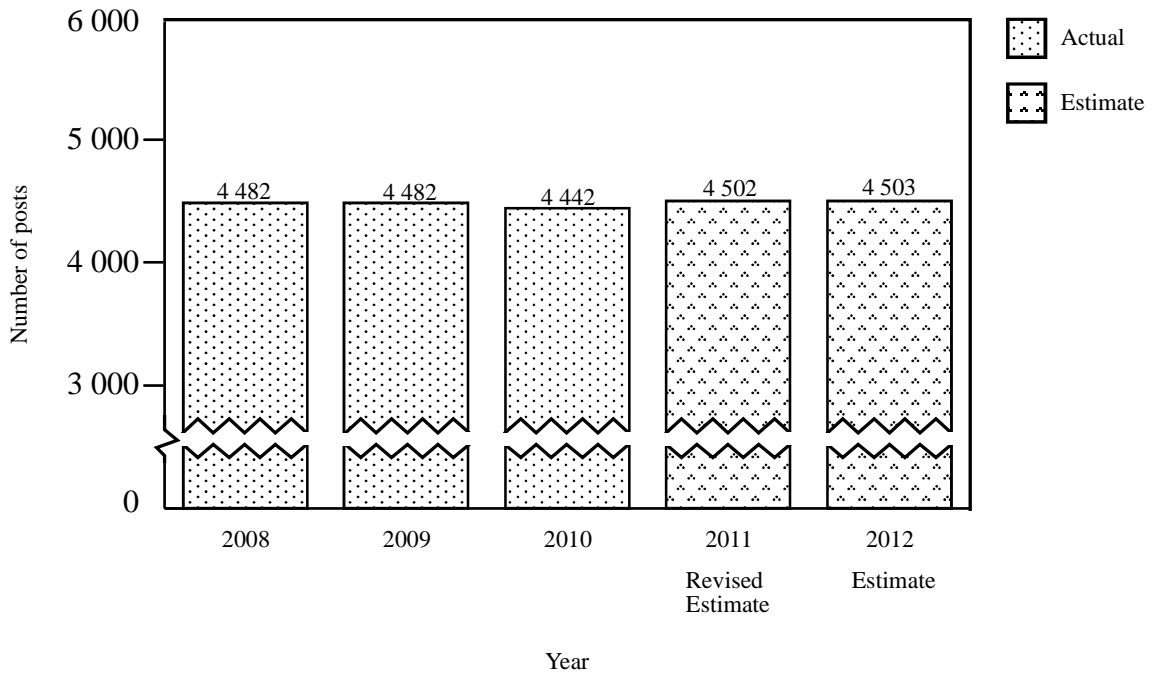 6 000
5 000
4 000
3 000
0
Number of posts
4 482
4 482
4 442
4 502
4 503
2008
2009
2010
2011
2012
Revised
Estimate
Estimate
Year
Actual
Estimate